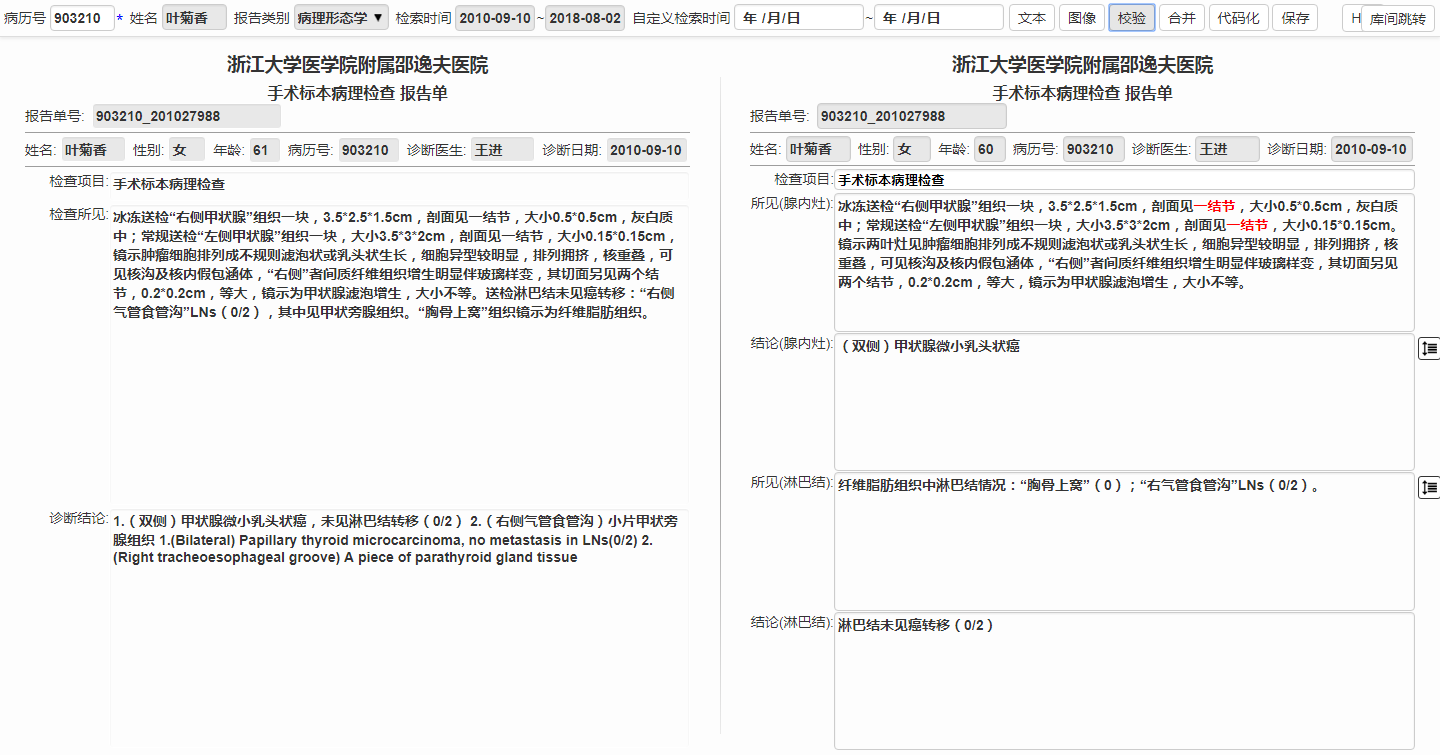 病历号 903210 * 姓名 叶菊香 报告类别 病理形态学 ▼ 检索时间 2010-09-10 ~ 2018-08-02 自定义检索时间 年 /月/日 ~ 年 /月/日 文本 图像 校验 合并 代码化 保存 H 库间跳转
浙江大学医学院附属邵逸夫医院
手术标本病理检查 报告单
报告单号: 903210_201027988
姓名: 叶菊香 性别: 女 年龄: 61 病历号: 903210 诊断医生: 王进 诊断日期: 2010-09-10
检查项目: 手术标本病理检查
检查所见: 冰冻送检“右侧甲状腺”组织一块，3.5*2.5*1.5cm，剖面见一结节，大小0.5*0.5cm，灰白质
中；常规送检“左侧甲状腺”组织一块，大小3.5*3*2cm，剖面见一结节，大小0.15*0.15cm，
镜示肿瘤细胞排列成不规则滤泡状或乳头状生长，细胞异型较明显，排列拥挤，核重叠，可
见核沟及核内假包涵体，“右侧”者间质纤维组织增生明显伴玻璃样变，其切面另见两个结
节，0.2*0.2cm，等大，镜示为甲状腺滤泡增生，大小不等。送检淋巴结未见癌转移：“右侧
气管食管沟”LNs（0/2），其中见甲状旁腺组织。“胸骨上窝”组织镜示为纤维脂肪组织。
诊断结论: 1.（双侧）甲状腺微小乳头状癌，未见淋巴结转移（0/2） 2.（右侧气管食管沟）小片甲状旁
腺组织 1.(Bilateral) Papillary thyroid microcarcinoma, no metastasis in LNs(0/2) 2.
(Right tracheoesophageal groove) A piece of parathyroid gland tissue
浙江大学医学院附属邵逸夫医院
手术标本病理检查 报告单
报告单号: 903210_201027988
姓名: 叶菊香 性别: 女 年龄: 60 病历号: 903210 诊断医生: 王进 诊断日期: 2010-09-10
检查项目: 手术标本病理检查
所见(腺内灶): 冰冻送检“右侧甲状腺”组织一块，3.5*2.5*1.5cm，剖面见一结节，大小0.5*0.5cm，灰白质
中；常规送检“左侧甲状腺”组织一块，大小3.5*3*2cm，剖面见一结节，大小0.15*0.15cm。
镜示两叶灶见肿瘤细胞排列成不规则滤泡状或乳头状生长，细胞异型较明显，排列拥挤，核
重叠，可见核沟及核内假包涵体，“右侧”者间质纤维组织增生明显伴玻璃样变，其切面另见
两个结节，0.2*0.2cm，等大，镜示为甲状腺滤泡增生，大小不等。
结论(腺内灶): （双侧）甲状腺微小乳头状癌
所见(淋巴结): 纤维脂肪组织中淋巴结情况：“胸骨上窝”（0）；“右气管食管沟”LNs（0/2）。
结论(淋巴结): 淋巴结未见癌转移（0/2）